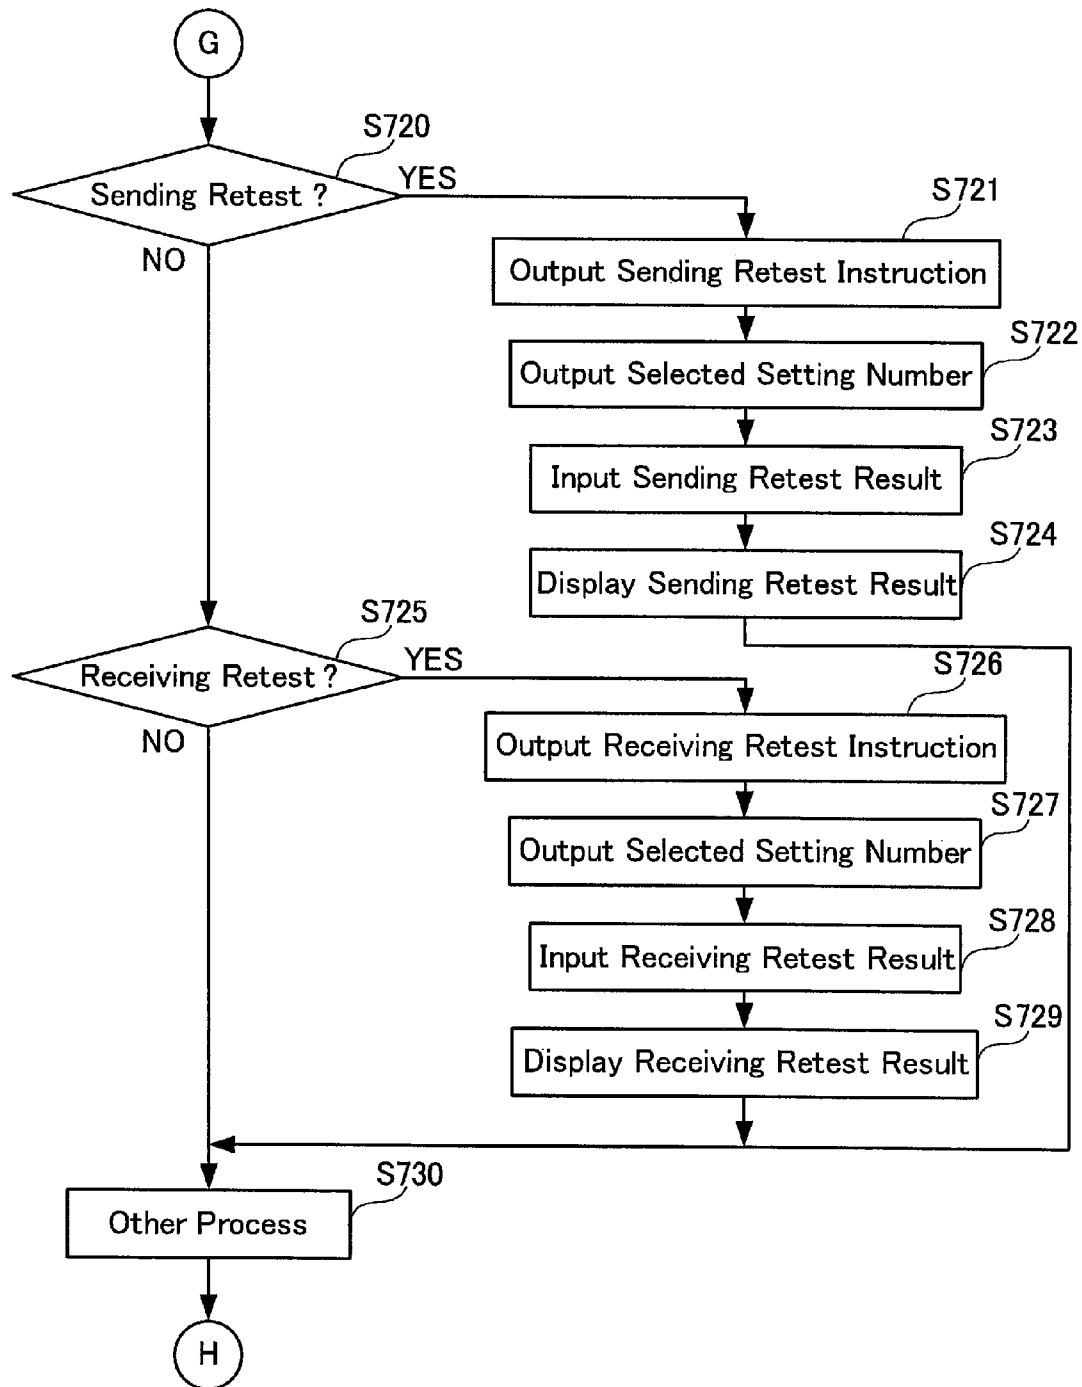 G
S720
Sending Retest ?
YES
NO
S721
Output Sending Retest Instruction
S722
Output Selected Setting Number
S723
Input Sending Retest Result
S724
Display Sending Retest Result
S725
Receiving Retest ?
YES
NO
S726
Output Receiving Retest Instruction
S727
Output Selected Setting Number
S728
Input Receiving Retest Result
S729
Display Receiving Retest Result
S730
Other Process
H